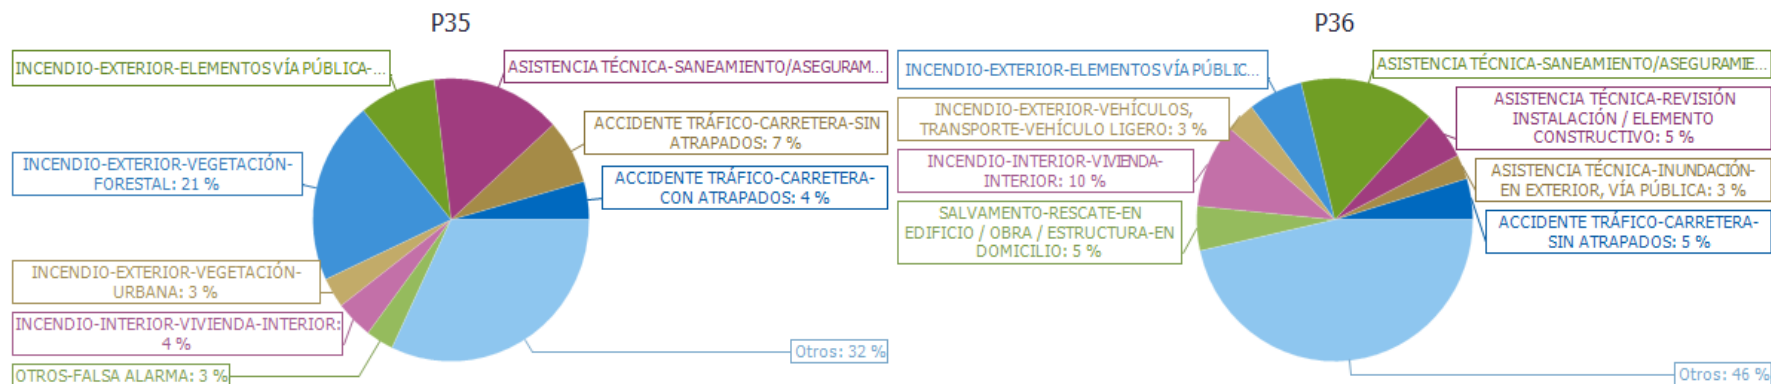 P35
INCENDIO-EXTERIOR-ELEMENTOS VÍA PÚBLICA-...
ASISTENCIA TÉCNICA-SANEAMIENTO/ASEGURAM...
ACCIDENTE TRÁFICO-CARRETERA-SIN
ATRAPADOS: 7 %
INCENDIO-EXTERIOR-VEGETACIÓN-
FORESTAL: 21 %
ACCIDENTE TRÁFICO-CARRETERA-
CON ATRAPADOS: 4 %
INCENDIO-EXTERIOR-VEGETACIÓN-
URBANA: 3 %
INCENDIO-INTERIOR-VIVIENDA-INTERIOR:
4 %
Otros: 32 %
OTROS-FALSA ALARMA: 3 %
P36
INCENDIO-EXTERIOR-ELEMENTOS VÍA PÚBLIC...
ASISTENCIA TÉCNICA-SANEAMIENTO/ASEGURAMIE...
INCENDIO-EXTERIOR-VEHÍCULOS,
TRANSPORTE-VEHÍCULO LIGERO: 3 %
ASISTENCIA TÉCNICA-REVISIÓN
INSTALACIÓN / ELEMENTO
CONSTRUCTIVO: 5 %
INCENDIO-INTERIOR-VIVIENDA-
INTERIOR: 10 %
ASISTENCIA TÉCNICA-INUNDACIÓN-
EN EXTERIOR, VÍA PÚBLICA: 3 %
SALVAMENTO-RESCATE-EN
EDIFICIO / OBRA / ESTRUCTURA-EN
DOMICILIO: 5 %
ACCIDENTE TRÁFICO-CARRETERA-
SIN ATRAPADOS: 5 %
Otros: 46 %